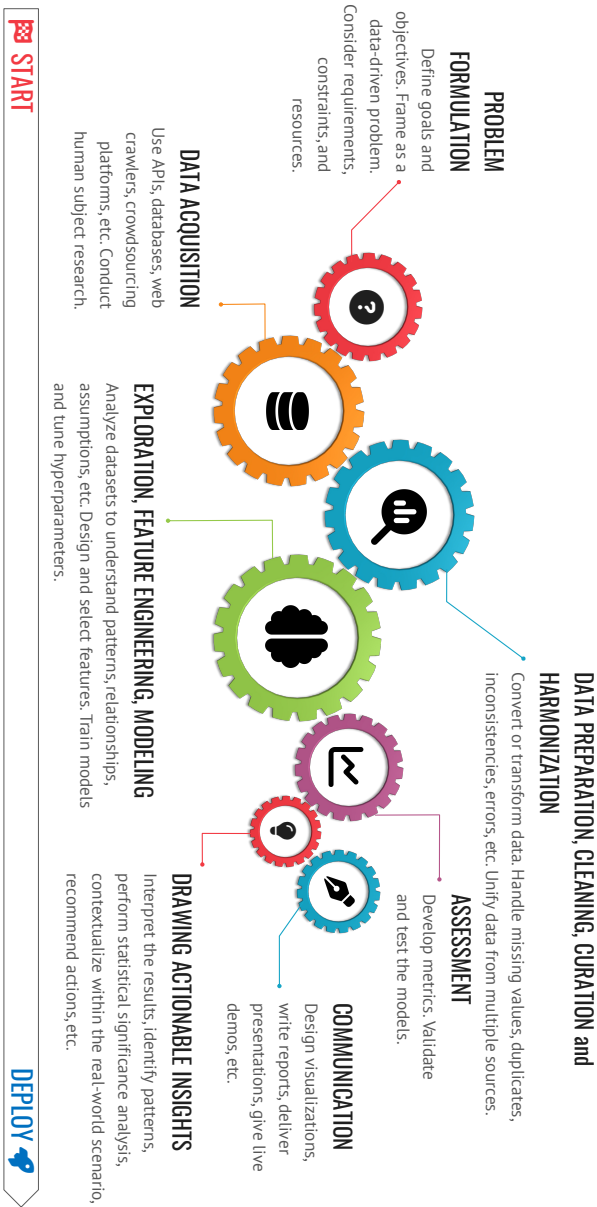 PROBLEM
FORMULATION
Define goals and
objectives. Frame as a
data-driven problem.
Consider requirements,
constraints, and
resources.
DATA ACQUISITION
Use APIs, databases, web
crawlers, crowdsourcing
platforms, etc. Conduct
human subject research.
DATA PREPARATION, CLEANING, CURATION and
HARMONIZATION
Convert or transform data. Handle missing values, duplicates,
inconsistencies, errors, etc. Unify data from multiple sources.
EXPLORATION, FEATURE ENGINEERING, MODELING
Analyze datasets to understand patterns, relationships,
assumptions, etc. Design and select features. Train models
and tune hyperparameters.
ASSESSMENT
Develop metrics. Validate
and test the models.
DRAWING ACTIONABLE INSIGHTS
Interpret the results, identify patterns,
perform statistical significance analysis,
contextualize within the real-world scenario,
recommend actions, etc.
COMMUNICATION
Design visualizations,
write reports, deliver
presentations, give live
demos, etc.
START
DEPLOY
?